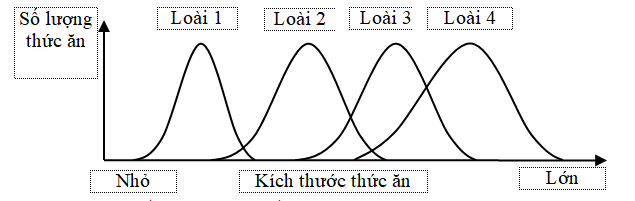 Số lượng
thức ăn
Loài 1
Loài 2
Loài 3
Loài 4
Nhỏ
Kích thước thức ăn
Lớn